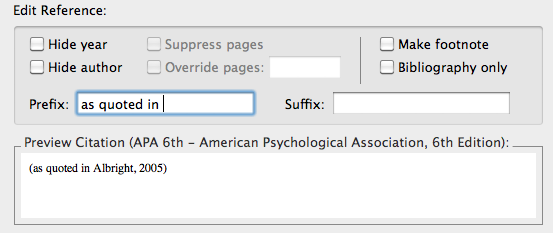 Edit Reference:
Hide year Suppress pages Make footnote
Hide author Override pages: Bibliography only
Prefix: as quoted in Suffix:
Preview Citation (APA 6th - American Psychological Association, 6th Edition):
(as quoted in Albright, 2005)